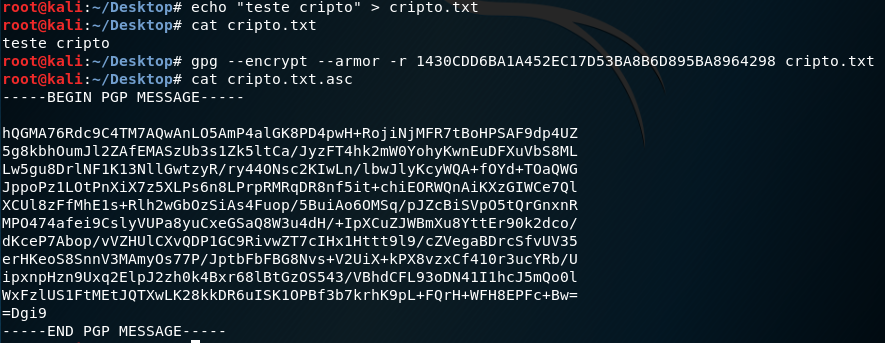 root@kali:~/Desktop# echo "teste cripto" > cripto.txt
root@kali:~/Desktop# cat cripto.txt
teste cripto
root@kali:~/Desktop# gpg --encrypt --armor -r 1430CDD6BA1A452EC17D53BA8B6D895BA8964298 cripto.txt
root@kali:~/Desktop# cat cripto.txt.asc
-----BEGIN PGP MESSAGE-----
hQGMA76Rdc9C4TM7AQwAnLO5AmP4alGK8PD4pwH+RojiNjMFR7tBoHPSAF9dp4UZ
5g8kbhOumJl2ZAfEMASzUb3s1Zk5ltCa/JyzFT4hk2mW0YohyKwnEuDFXuVbS8ML
Lw5gu8DrlNF1K13NllGwtzyR/ry44ONsc2KIwLn/lbwJlyKcyWQA+fOYd+TOaQWG
JppoPz1LOtPnXiX7z5XLPs6n8LPrpRMRqDR8nf5it+chiEORWQnAiKXzGIWCe7Ql
XCUl8zFfMhE1s+Rlh2wGbOzSiAs4Fuop/5BuiAo6OMSq/pJZcBiSVpO5tQrGnxnR
MPO474afei9CslyVUPa8yuCxeGSaQ8W3u4dH/+IpXCuZJWBmXu8YttEr90k2dco/
dKceP7Abop/vVZHUlCXvQDP1GC9RivwZT7cIHx1Httt9l9/cZVegaBDrcSfvUV35
erHKeoS8SnnV3MAmyOs77P/JptbFbFBG8Nvs+V2UiX+kPX8vzxCf410r3ucYRb/U
ipxnpHzn9Uxq2ElpJ2zh0k4Bxr68lBtGzOS543/VBhdCFL93oDN41I1hcJ5mQo0l
WxFzlUS1FtMEtJQTXwLK28kkDR6uISK1OPBf3b7krhK9pL+FQrH+WFH8EPFc+Bw=
=Dgi9
-----END PGP MESSAGE-----